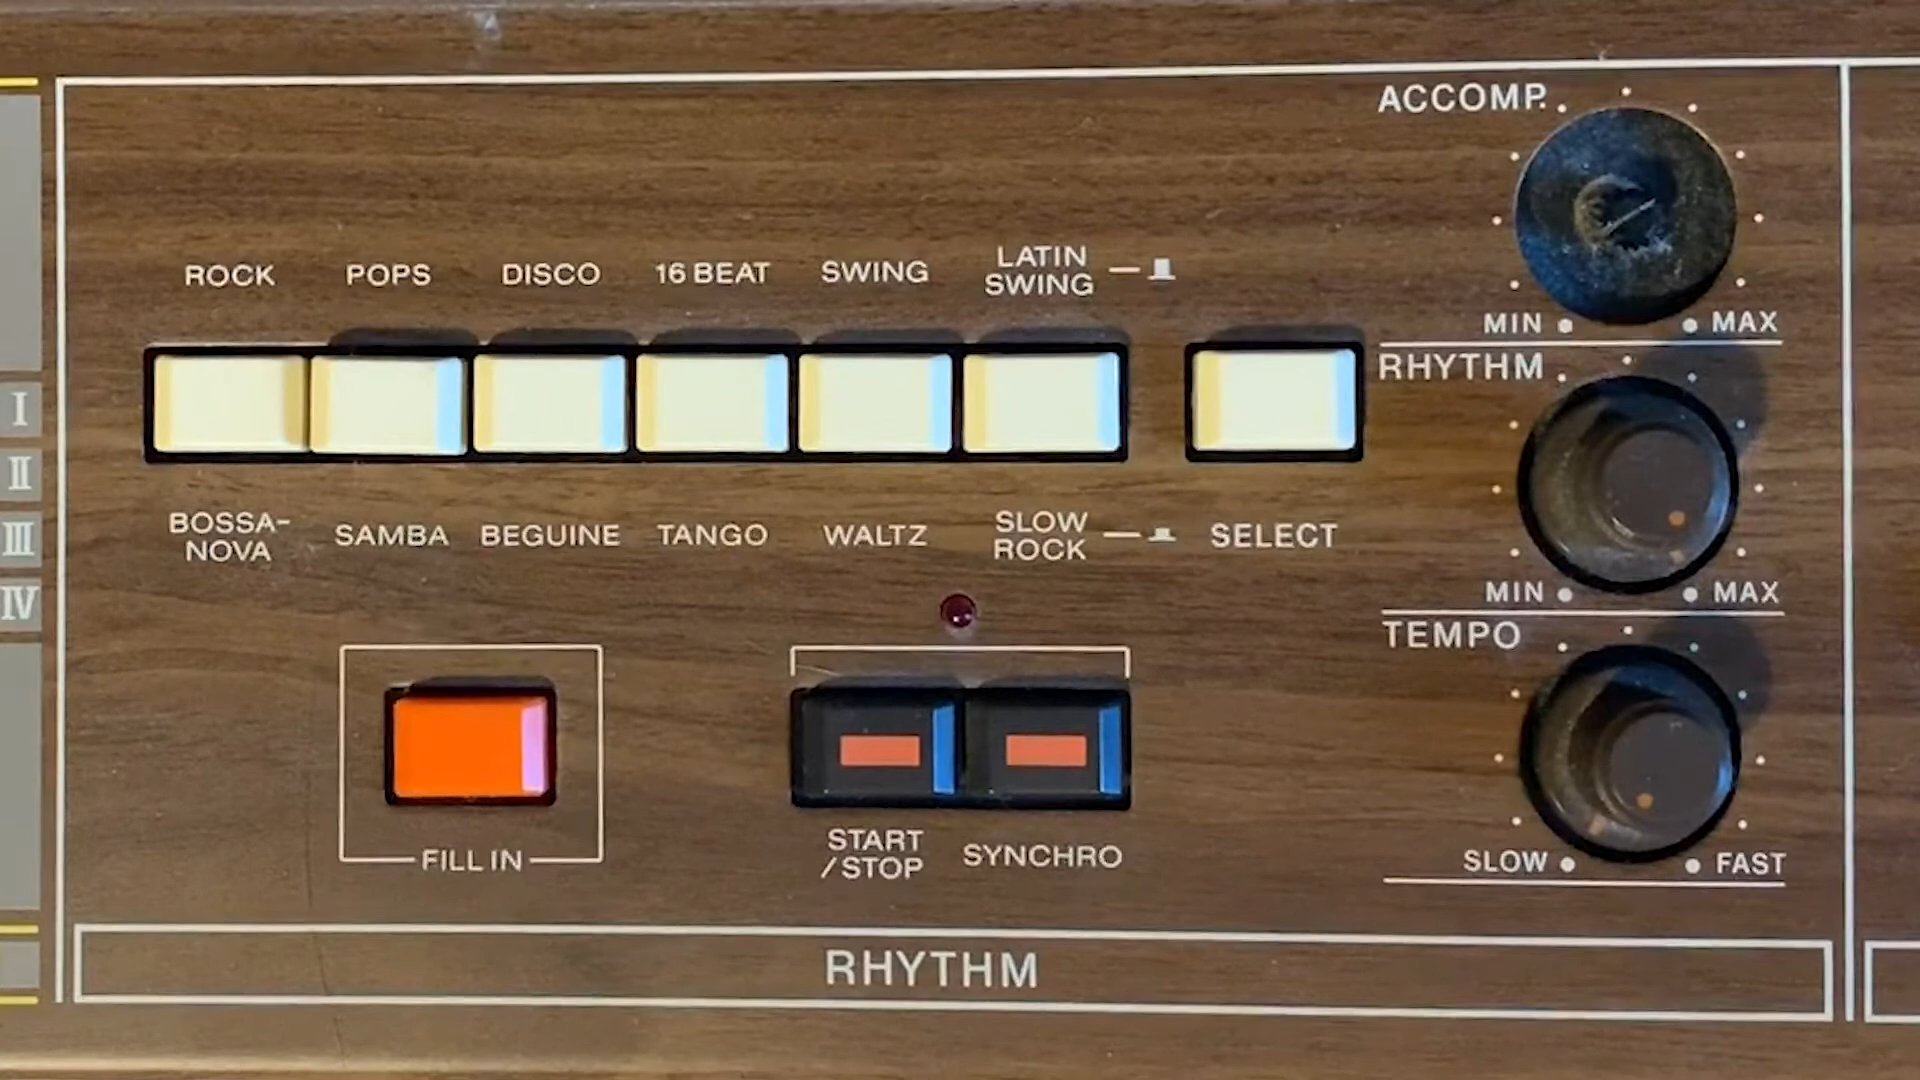 ACCOMP.
ROCK POPS DISCO 16 BEAT SWING LATIN
SWING
MIN MAX
RHYTHM
I
II
III
IV
BOSSA-
NOVA
SAMBA BEGUINE TANGO WALTZ SLOW
ROCK
SELECT
MIN MAX
TEMPO
FILL IN
START
/STOP
SYNCHRO
SLOW FAST
RHYTHM